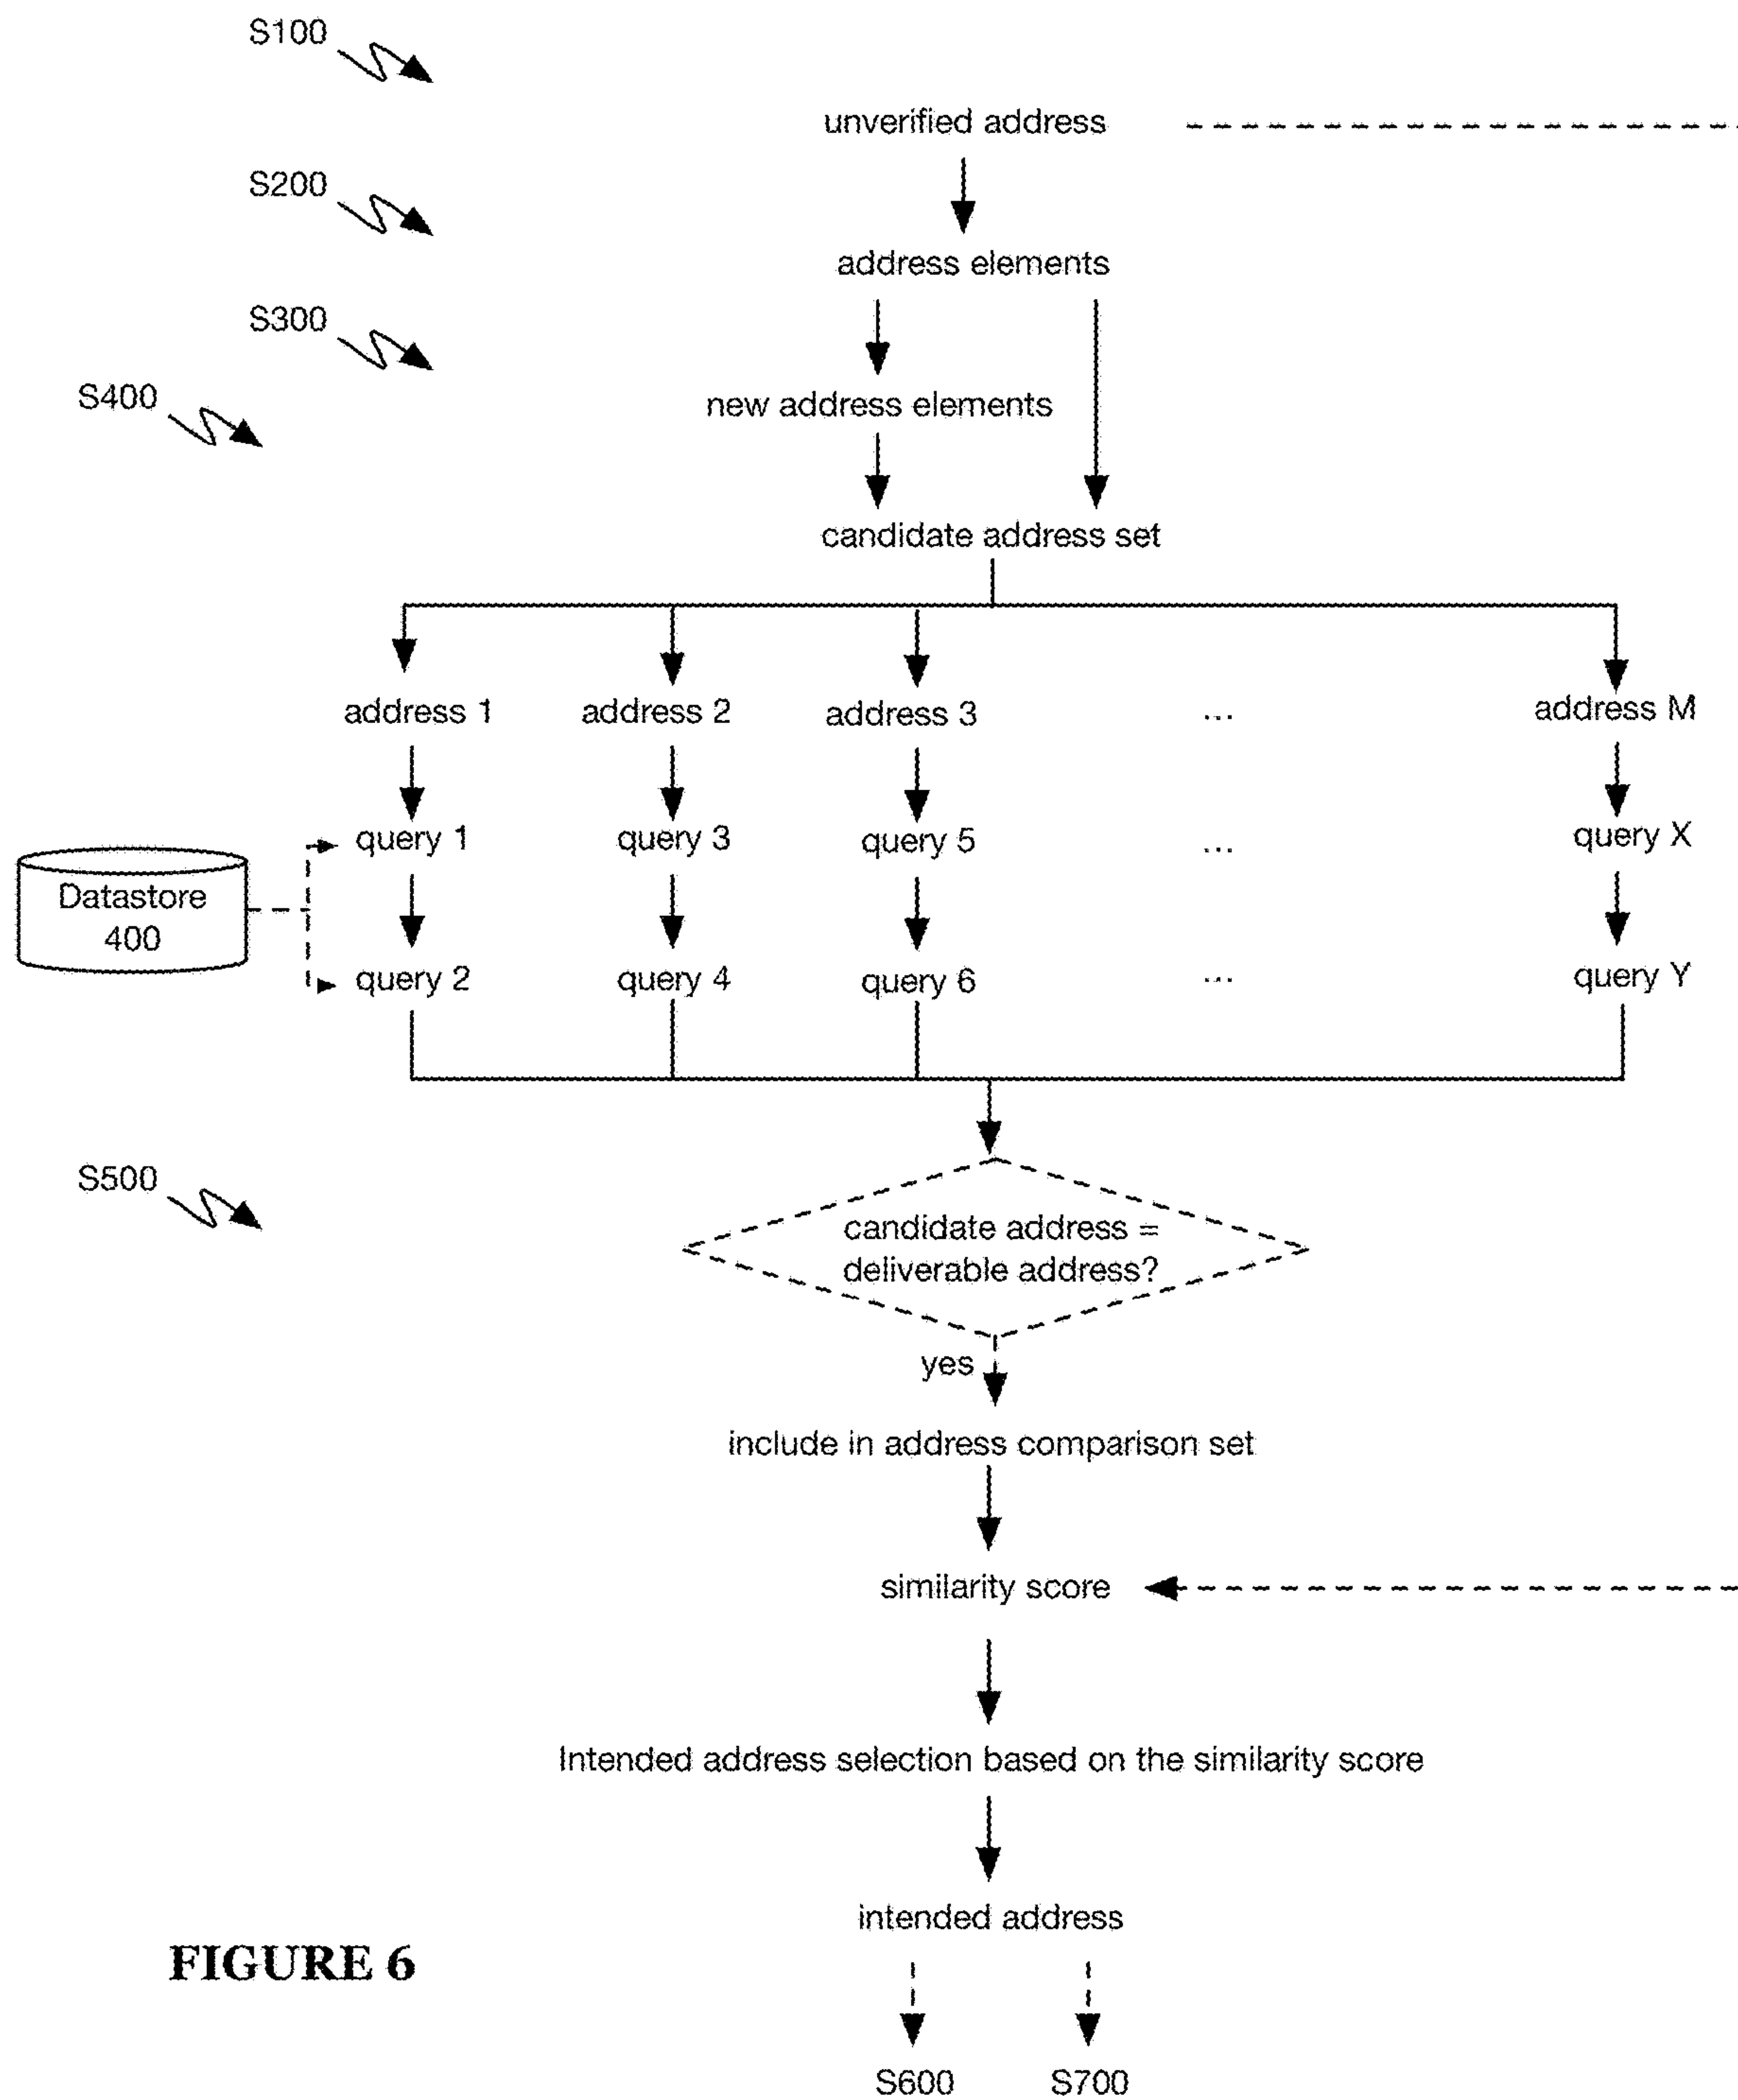 S100
unverified address
S200
address elements
S300
S400
new address elements
candidate address set
address 1
address 2
address 3
...
address M
query 1
query 3
query 5
...
query X
Datastore
400
query 2
query 4
query 6
...
query Y
S500
candidate address =
deliverable address?
yes
include in address comparison set
similarity score
Intended address selection based on the similarity score
intended address
FIGURE 6
S600
S700